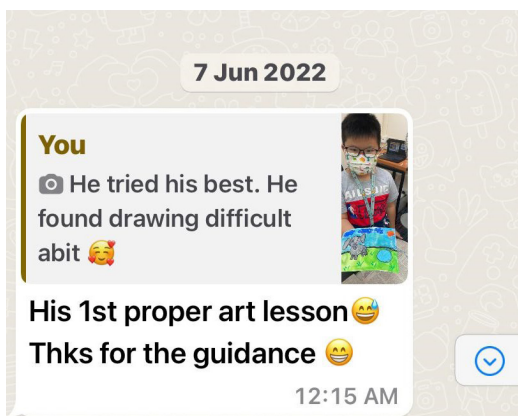 7 Jun 2022
You
📷 He tried his best. He
found drawing difficult
abit 🥰
His 1st proper art lesson😅
Thks for the guidance 😁
12:15 AM